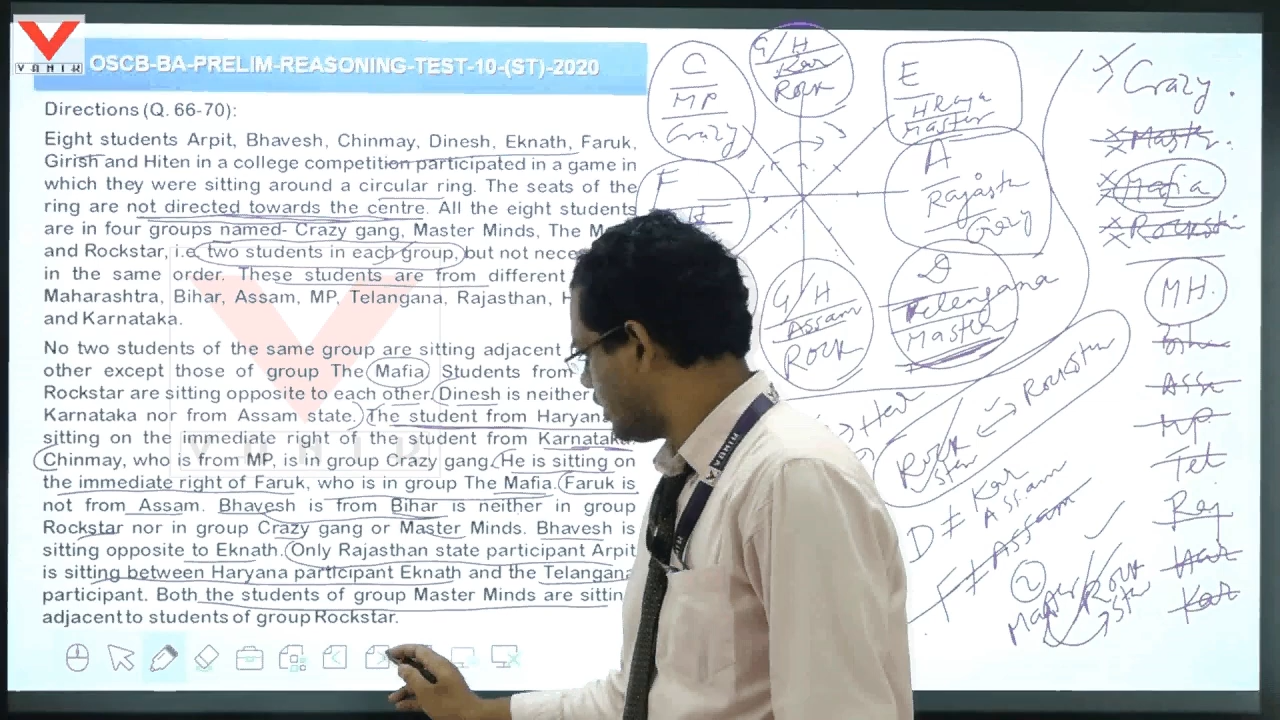 VAHIK
OSCB-BA-PRELIM-REASONING-TEST-10-(ST)-2020
Directions (Q. 66-70):
Eight students Arpit, Bhavesh, Chinmay, Dinesh, Eknath, Faruk,
Girish and Hiten in a college competition participated in a game in
which they were sitting around a circular ring. The seats of the
ring are not directed towards the centre. All the eight students
are in four groups named- Crazy gang, Master Minds, The M
and Rockstar, i.e. two students in each group, but not nece
in the same order. These students are from different
Maharashtra, Bihar, Assam, MP, Telangana, Rajasthan, H
and Karnataka.
No two students of the same group are sitting adjacent
other except those of group The Mafia Students from
Rockstar are sitting opposite to each other. Dinesh is neither
Karnataka nor from Assam state. The student from Haryana
sitting on the immediate right of the student from Karnataka.
Chinmay, who is from MP, is in group Crazy gang. He is sitting on
the immediate right of Faruk, who is in group The Mafia. Faruk is
not from Assam. Bhavesh is from Bihar is neither in group
Rockstar nor in group Crazy gang or Master Minds. Bhavesh is
sitting opposite to Eknath. Only Rajasthan state participant Arpit
is sitting between Haryana participant Eknath and the Telangana
participant. Both the students of group Master Minds are sittin
adjacent to students of group Rockstar.
C
MP
Crazy
G/H
Kar
Rock
E
Master
A
Crazy
F
G/H
Assam
Rock
D
Telengana
Master
Rock star ⇔ Rockstar
D ≠ Kar
Assam
F ≠ Assam
2
Rock
Star
Crazy.
Mafia
MH.
Assa
MP
Tel
Raj
Har
Kar